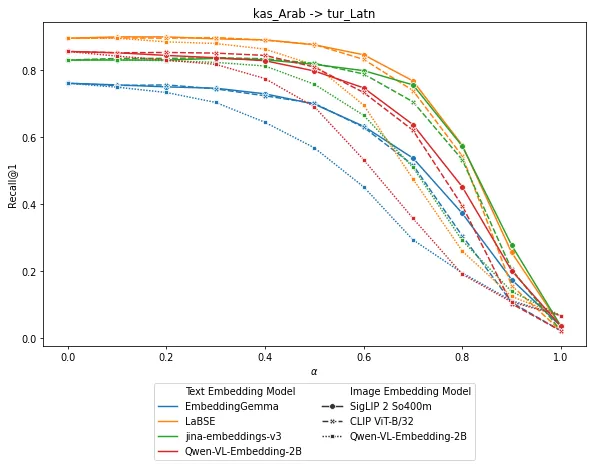 kas_Arab -> tur_Latn
Recall@1
0.8
0.6
0.4
0.2
0.0
0.0 0.2 0.4 0.6 0.8 1.0
α
Text Embedding Model Image Embedding Model
EmbeddingGemma SigLIP 2 So400m
LaBSE CLIP ViT-B/32
jina-embeddings-v3 Qwen-VL-Embedding-2B
Qwen-VL-Embedding-2B